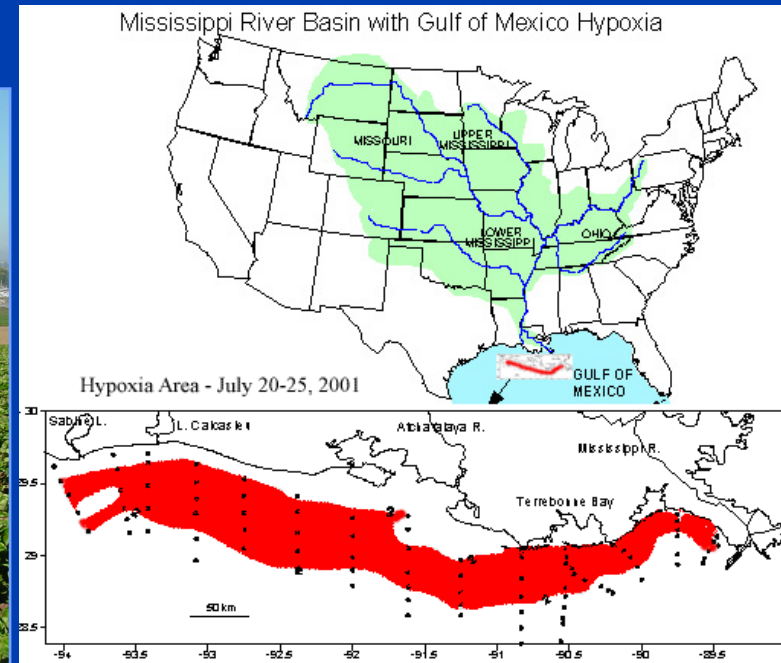 Mississippi River Basin with Gulf of Mexico Hypoxia
MISSOURI
UPPER
MISSISSIPPI
LOWER
MISSISSIPPI
OHIO
Hypoxia Area - July 20-25, 2001
GULF OF
MEXICO
30
Sabine L.
L. Calcasieu
Atchafalaya R.
Mississippi R.
29.5
Terrebonne Bay
?
29
50 km
28.5
-94 -93.5 -93 -92.5 -92 -91.5 -91 -90.5 -90 -89.5